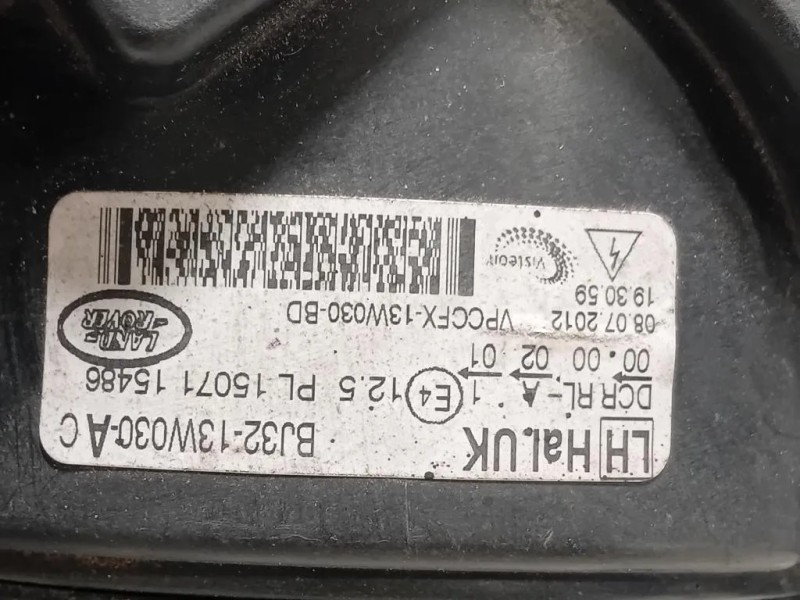 LH Hal.UK BJ32-13W030-A C
DCR RL-A 1 E4 12.5 PL 15071 15486
00.00 02 01
08.07.2012 VPCCFX-13W030-BD LAND-ROVER
19.30.59 Visteon